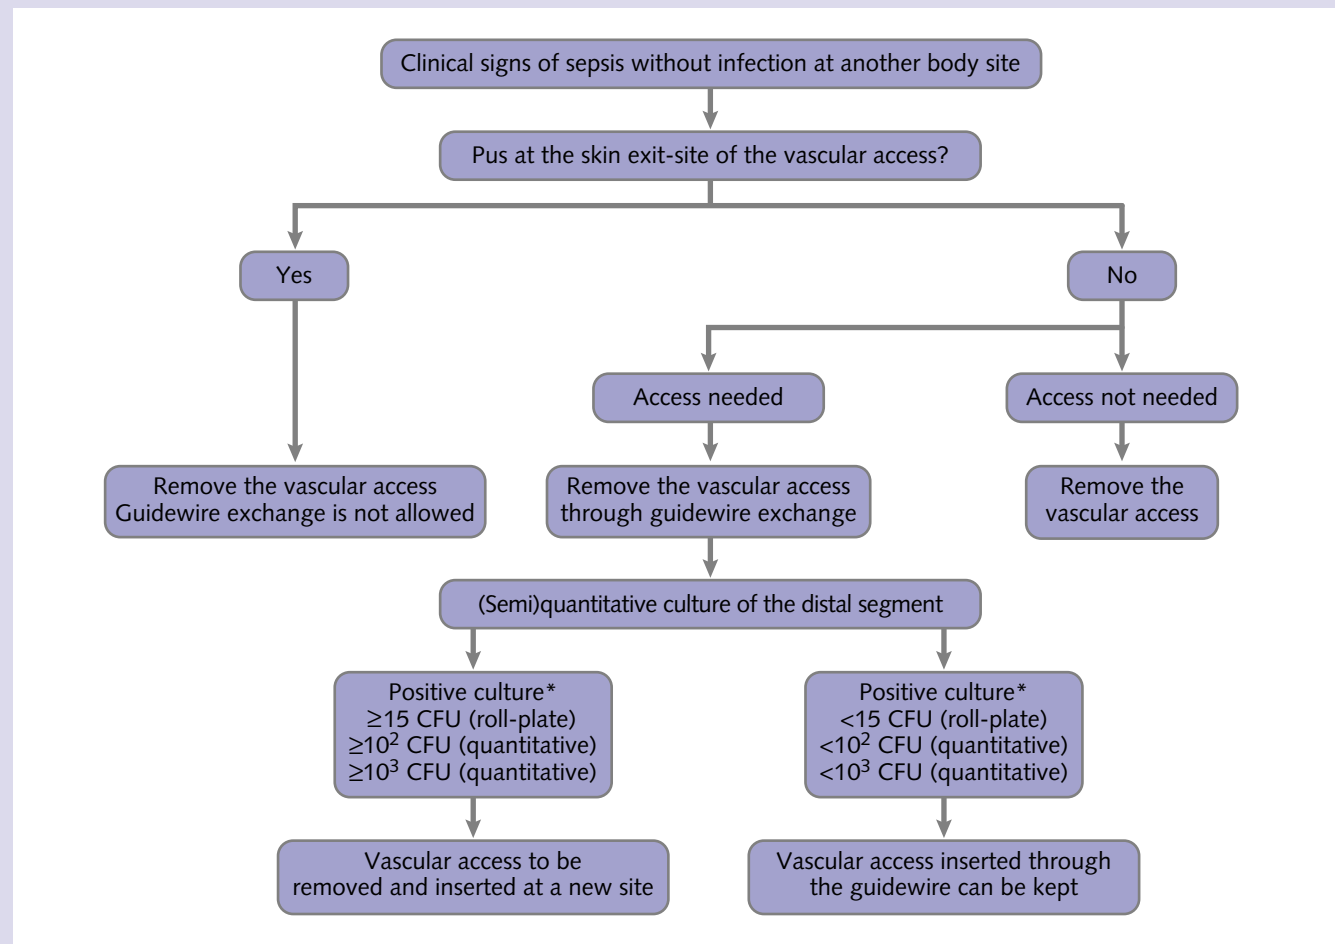 Clinical signs of sepsis without infection at another body site
Pus at the skin exit-site of the vascular access?
Yes
No
Access needed
Access not needed
Remove the vascular access
Guidewire exchange is not allowed
Remove the vascular access
through guidewire exchange
Remove the
vascular access
(Semi)quantitative culture of the distal segment
Positive culture*
≥15 CFU (roll-plate)
≥10² CFU (quantitative)
≥10³ CFU (quantitative)
Positive culture*
<15 CFU (roll-plate)
<10² CFU (quantitative)
<10³ CFU (quantitative)
Vascular access to be
removed and inserted at a new site
Vascular access inserted through
the guidewire can be kept